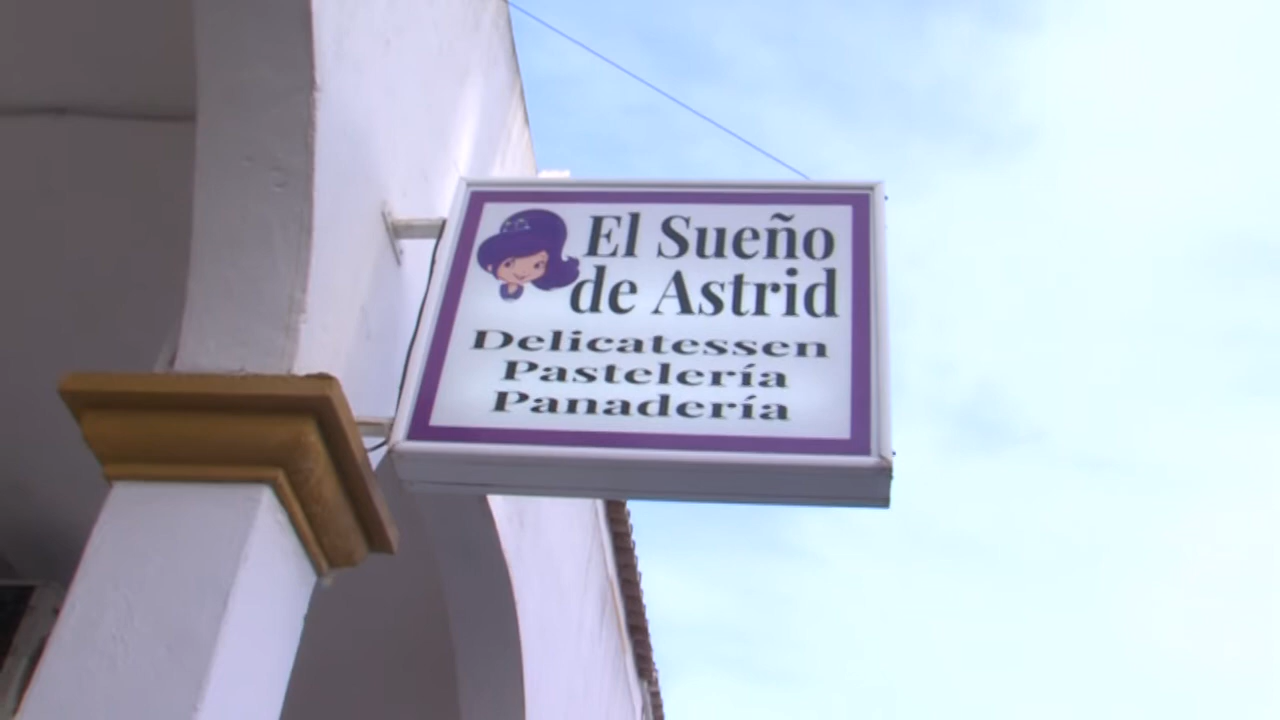 El Sueño
de Astrid
Delicatessen
Pastelería
Panadería